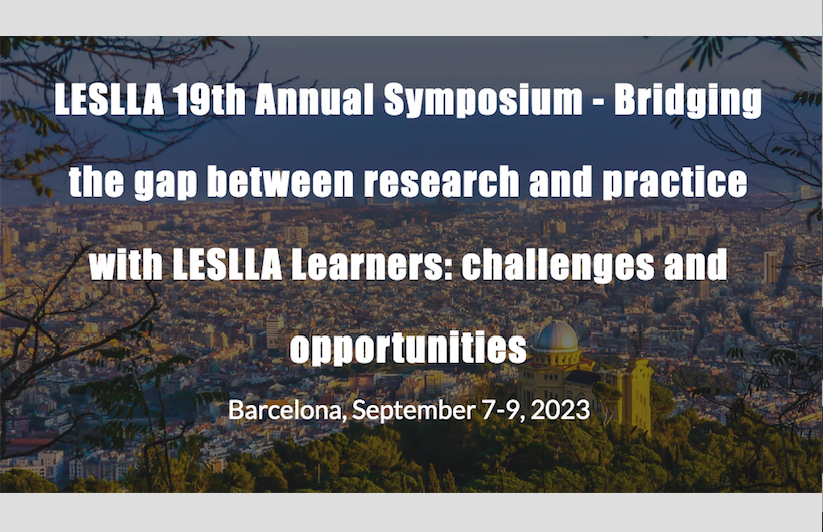 LESLLA 19th Annual Symposium - Bridging
the gap between research and practice
with LESLLA Learners: challenges and
opportunities
Barcelona, September 7-9, 2023